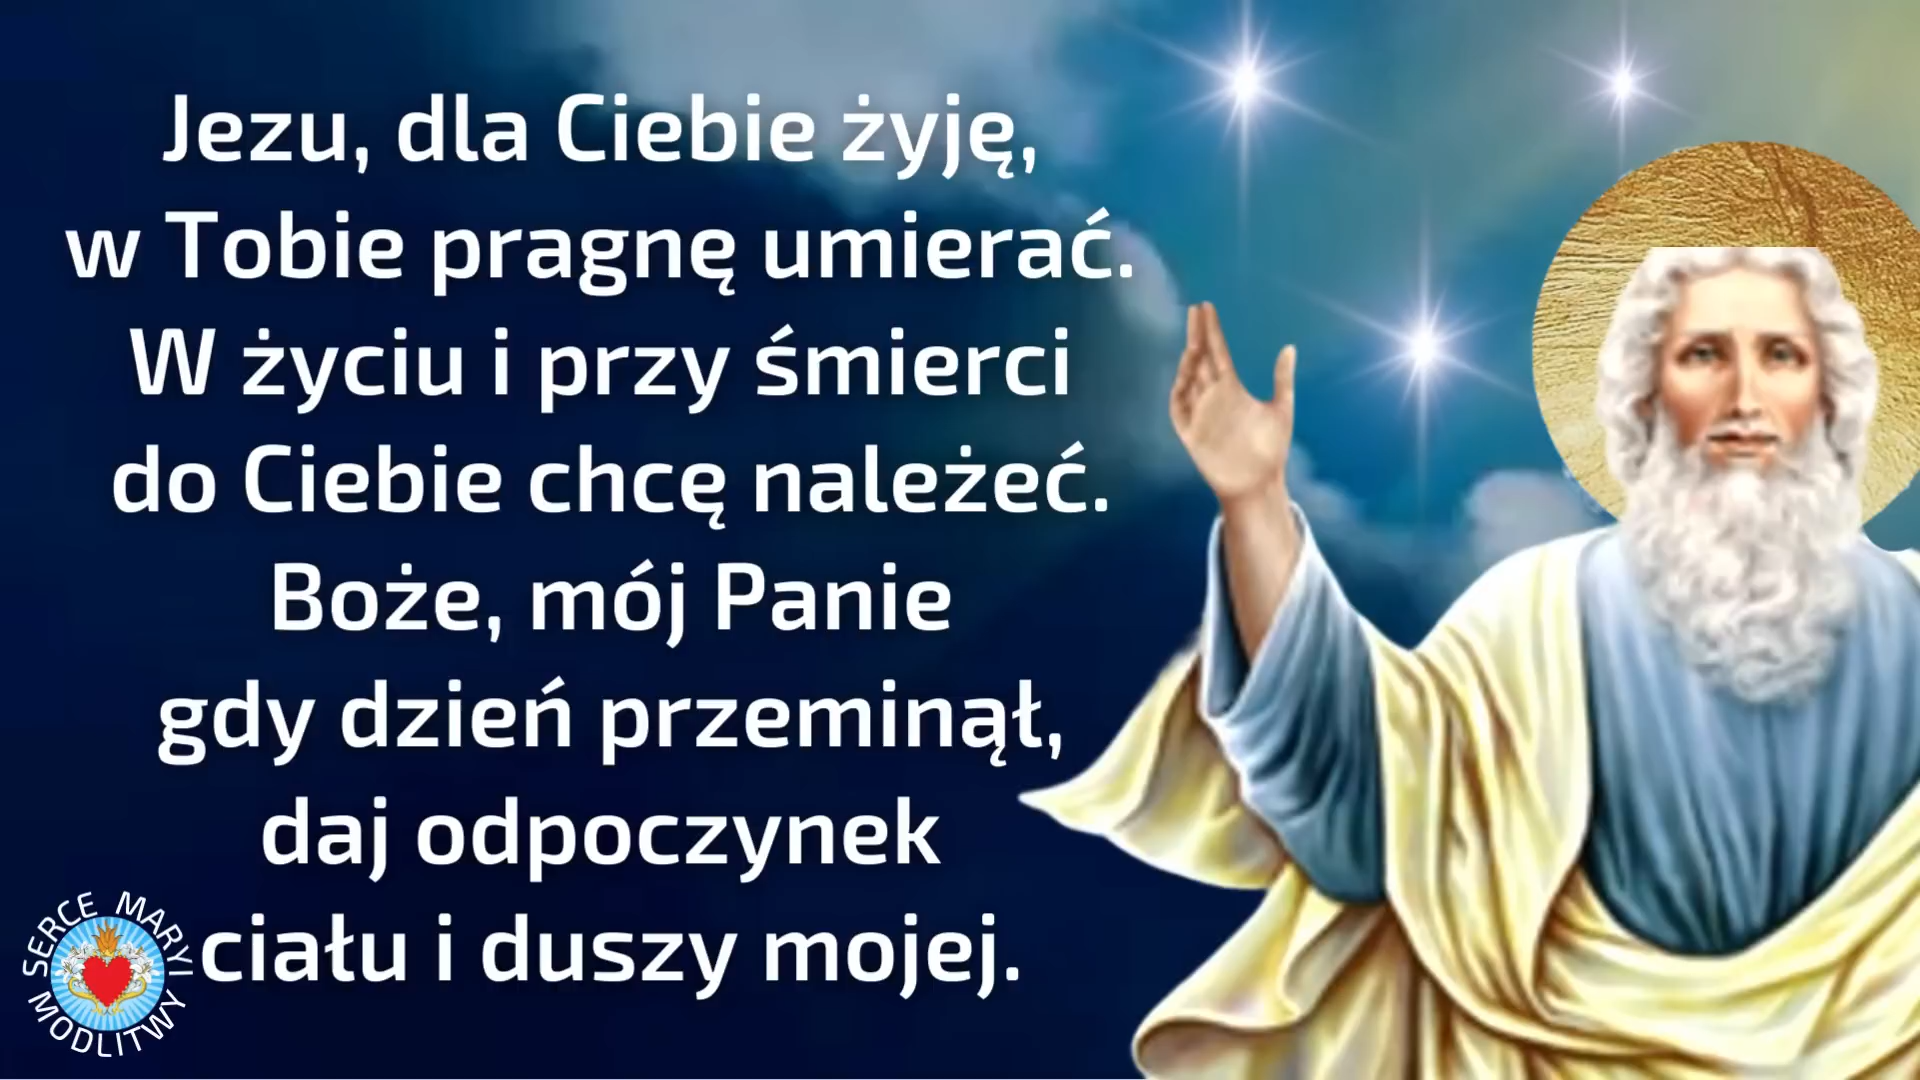 Jezu, dla Ciebie żyję,
w Tobie pragnę umierać.
W życiu i przy śmierci
do Ciebie chcę należeć.
Boże, mój Panie
gdy dzień przeminął,
daj odpoczynek
ciału i duszy mojej.
SERCE MARYI
MODLITWY